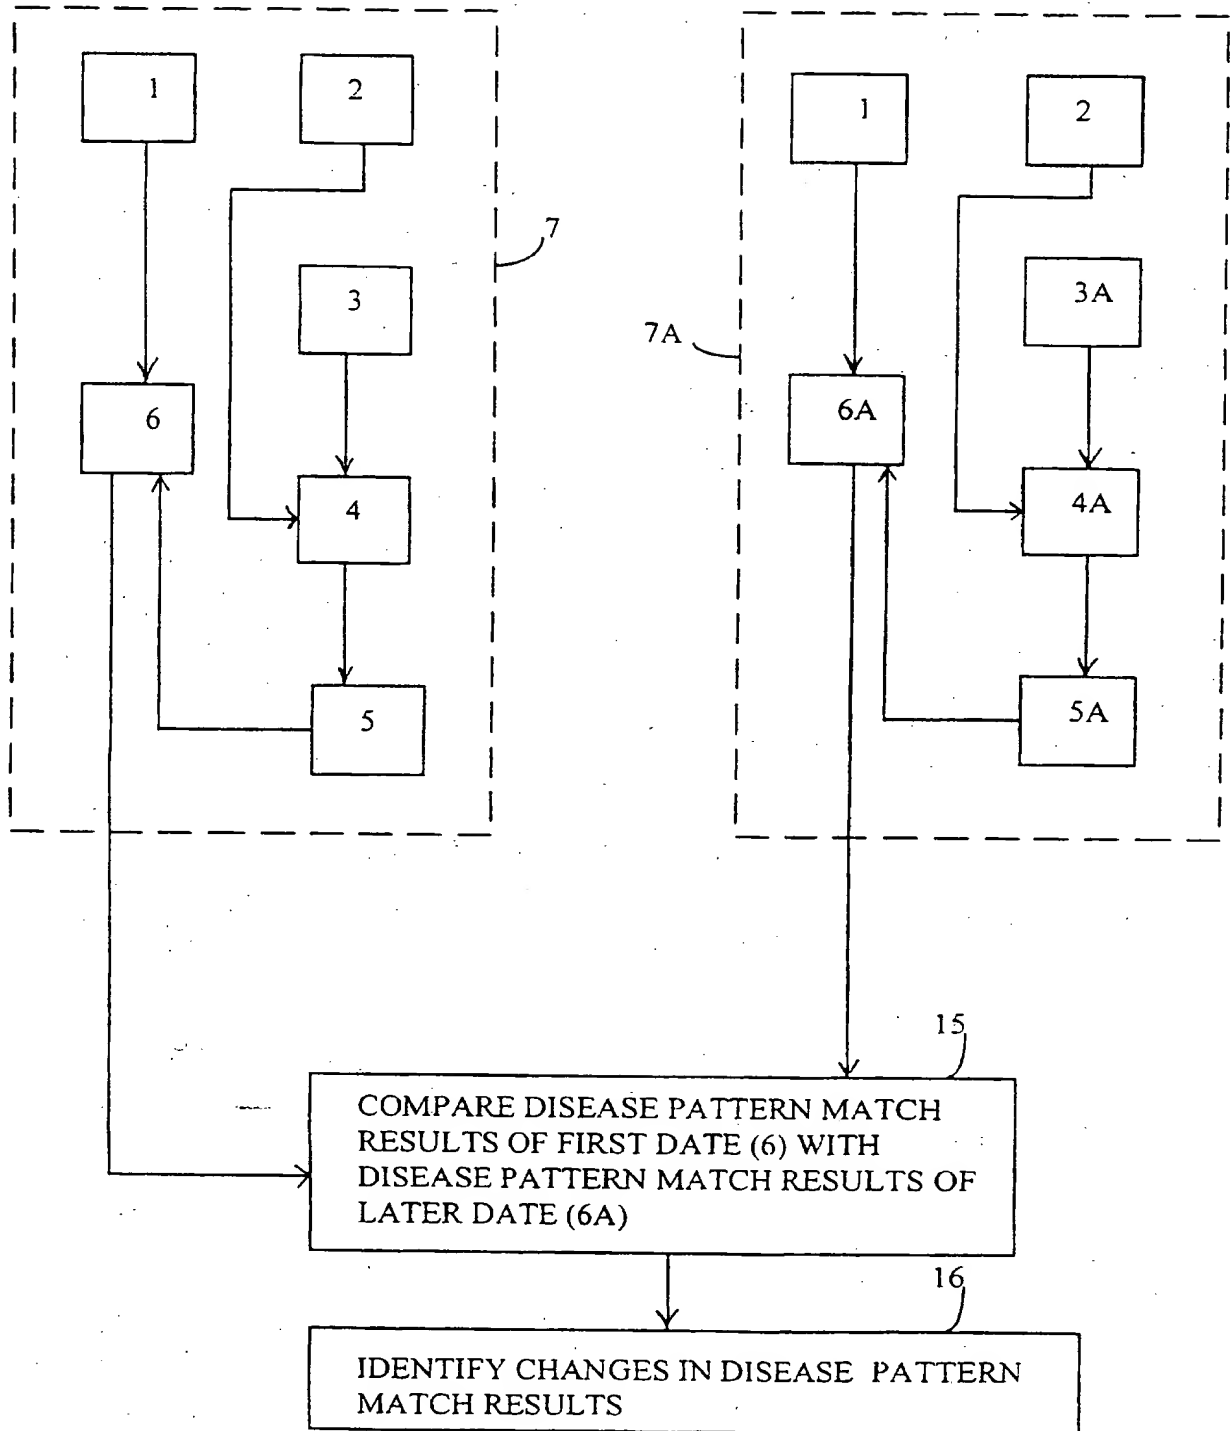 1
2
1
2
7
3
3A
7A
6
6A
4
4A
5
5A
15
COMPARE DISEASE PATTERN MATCH
RESULTS OF FIRST DATE (6) WITH
DISEASE PATTERN MATCH RESULTS OF
LATER DATE (6A)
16
IDENTIFY CHANGES IN DISEASE PATTERN
MATCH RESULTS